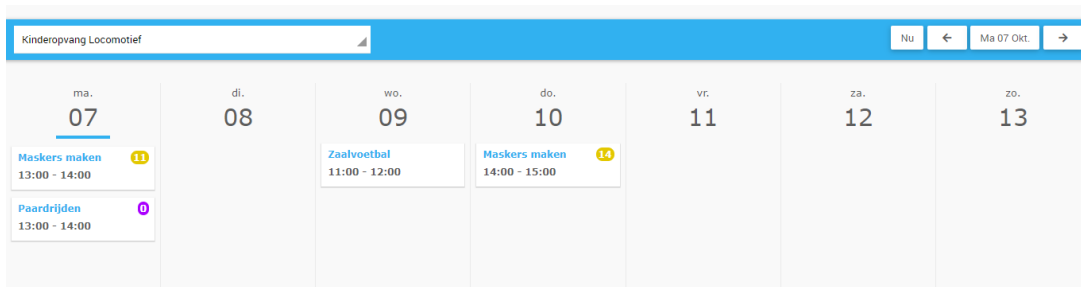 Kinderopvang Locomotief
Nu
Ma 07 Okt.
ma.
07
di.
08
wo.
09
do.
10
vr.
11
za.
12
zo.
13
Maskers maken 11
13:00 - 14:00
Paardrijden 0
13:00 - 14:00
Zaalvoetbal
11:00 - 12:00
Maskers maken 14
14:00 - 15:00